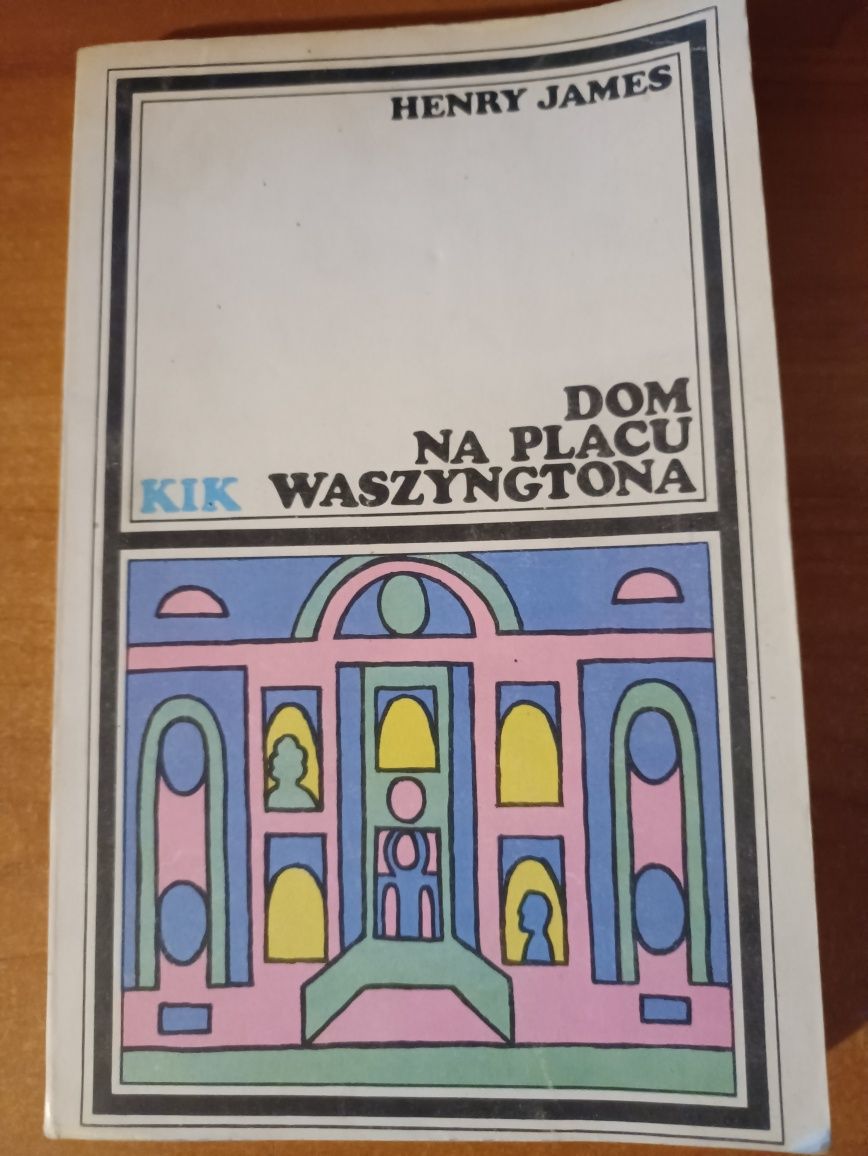 HENRY JAMES
DOM
NA PLACU
KIK WASZYNGTONA